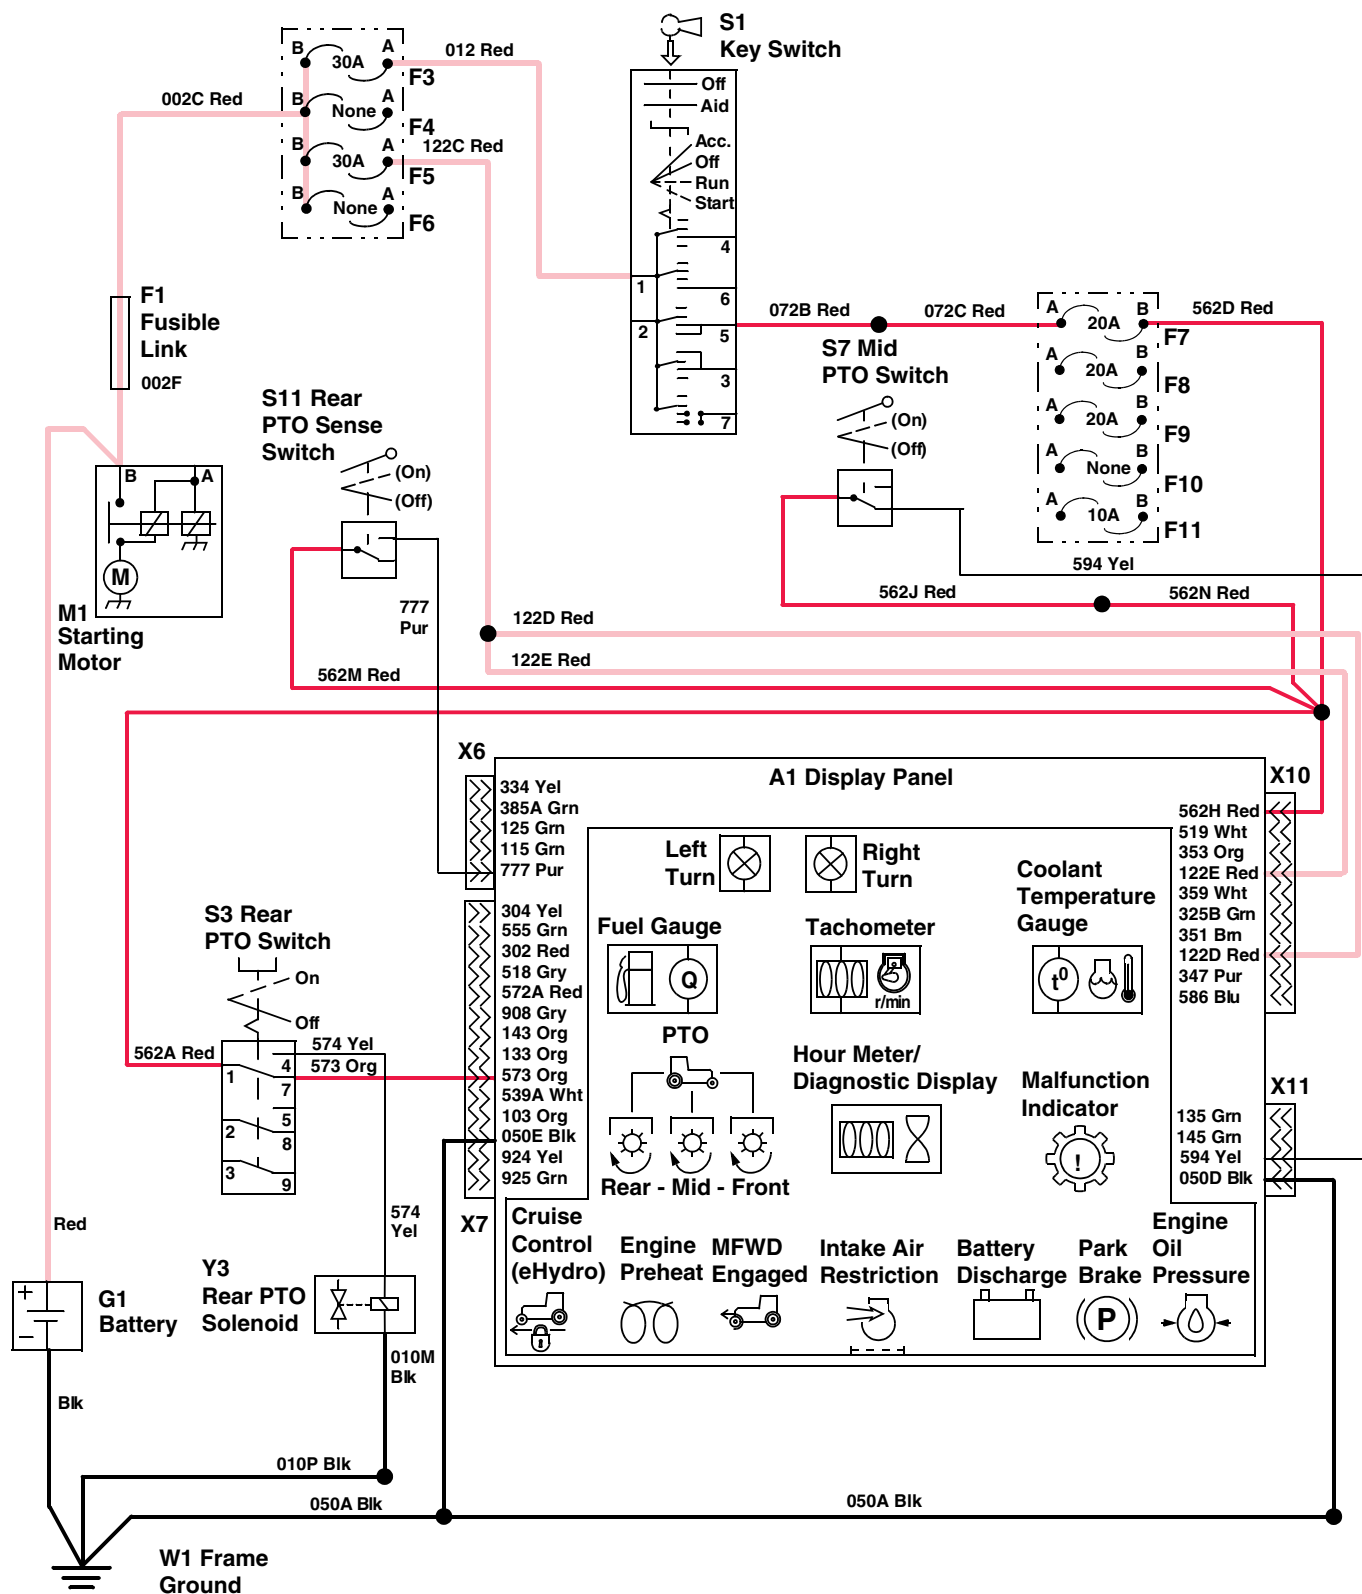 S1
Key Switch
B
30A
A
F3
012 Red
Off
Aid
002C Red
B
None
A
F4
122C Red
Acc.
Off
Run
Start
B
30A
A
F5
B
None
A
F6
4
1
6
2
5
3
7
072B Red
072C Red
562D Red
A
20A
B
F7
A
20A
B
F8
A
20A
B
F9
A
None
B
F10
A
10A
B
F11
F1
Fusible
Link
002F
S7 Mid
PTO Switch
(On)
(Off)
S11 Rear
PTO Sense
Switch
(On)
(Off)
B
A
M
M1
Starting
Motor
777
Pur
594 Yel
562J Red
562N Red
122D Red
122E Red
562M Red
X6
A1 Display Panel
X10
334 Yel
385A Grn
125 Grn
115 Grn
777 Pur
304 Yel
555 Grn
302 Red
518 Gry
572A Red
908 Gry
143 Org
133 Org
573 Org
539A Wht
103 Org
050E Blk
924 Yel
925 Grn
X7
562H Red
519 Wht
353 Org
122E Red
359 Wht
325B Grn
351 Brn
122D Red
347 Pur
586 Blu
X11
135 Grn
145 Grn
594 Yel
050D Blk
Left
Turn
Right
Turn
Coolant
Temperature
Gauge
t0
Fuel Gauge
Q
Tachometer
r/min
PTO
Rear - Mid - Front
Hour Meter/
Diagnostic Display
Malfunction
Indicator
!
Cruise
Control
(eHydro)
Engine
Preheat
MFWD
Engaged
Intake Air
Restriction
Battery
Discharge
Park
Brake
P
Engine
Oil
Pressure
S3 Rear
PTO Switch
On
Off
562A Red
574 Yel
573 Org
1
4
7
2
5
8
3
9
Red
574
Yel
Y3
Rear PTO
Solenoid
+
−
G1
Battery
010M
Blk
Blk
010P Blk
050A Blk
050A Blk
W1 Frame
Ground